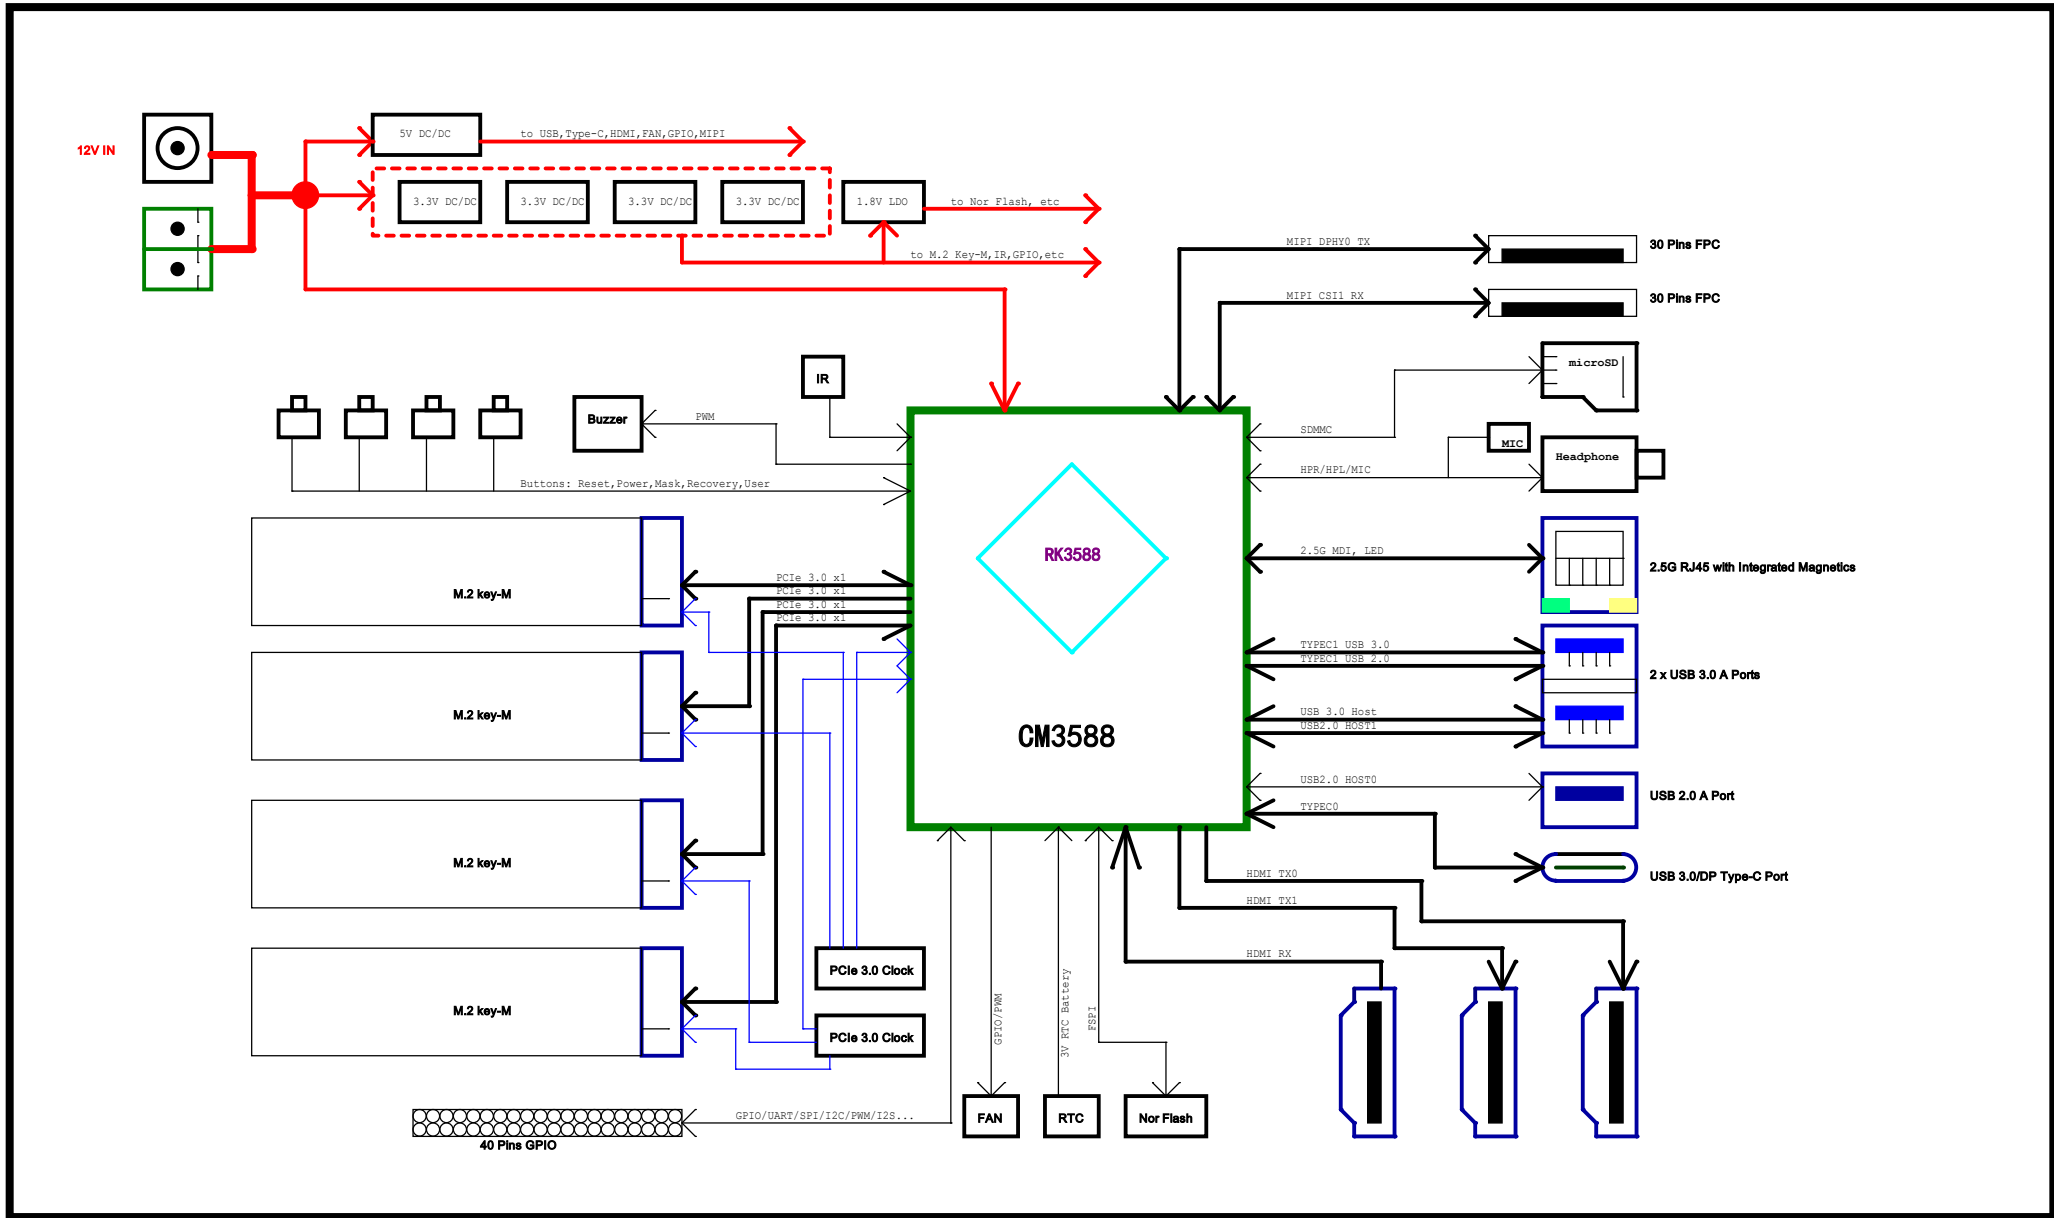 12V IN
5V DC/DC
to USB,Type-C,HDMI,FAN,GPIO,MIPI
3.3V DC/DC
3.3V DC/DC
3.3V DC/DC
3.3V DC/DC
1.8V LDO
to Nor Flash, etc
to M.2 Key-M,IR,GPIO,etc
MIPI DPHY0 TX
30 Pins FPC
MIPI CSI1 RX
30 Pins FPC
IR
Buzzer
PWM
Buttons: Reset,Power,Mask,Recovery,User
microSD
SDMMC
MIC
Headphone
HPR/HPL/MIC
RK3588
CM3588
2.5G MDI, LED
2.5G RJ45 with Integrated Magnetics
M.2 key-M
PCIe 3.0 x1
PCIe 3.0 x1
PCIe 3.0 x1
PCIe 3.0 x1
TYPEC1 USB 3.0
TYPEC1 USB 2.0
2 x USB 3.0 A Ports
M.2 key-M
USB 3.0 Host
USB2.0 HOST1
USB2.0 HOST0
USB 2.0 A Port
TYPEC0
M.2 key-M
USB 3.0/DP Type-C Port
HDMI TX0
HDMI TX1
HDMI RX
PCIe 3.0 Clock
M.2 key-M
PCIe 3.0 Clock
GPIO/PWM
3V RTC Battery
FSPI
GPIO/UART/SPI/I2C/PWM/I2S...
40 Pins GPIO
FAN
RTC
Nor Flash